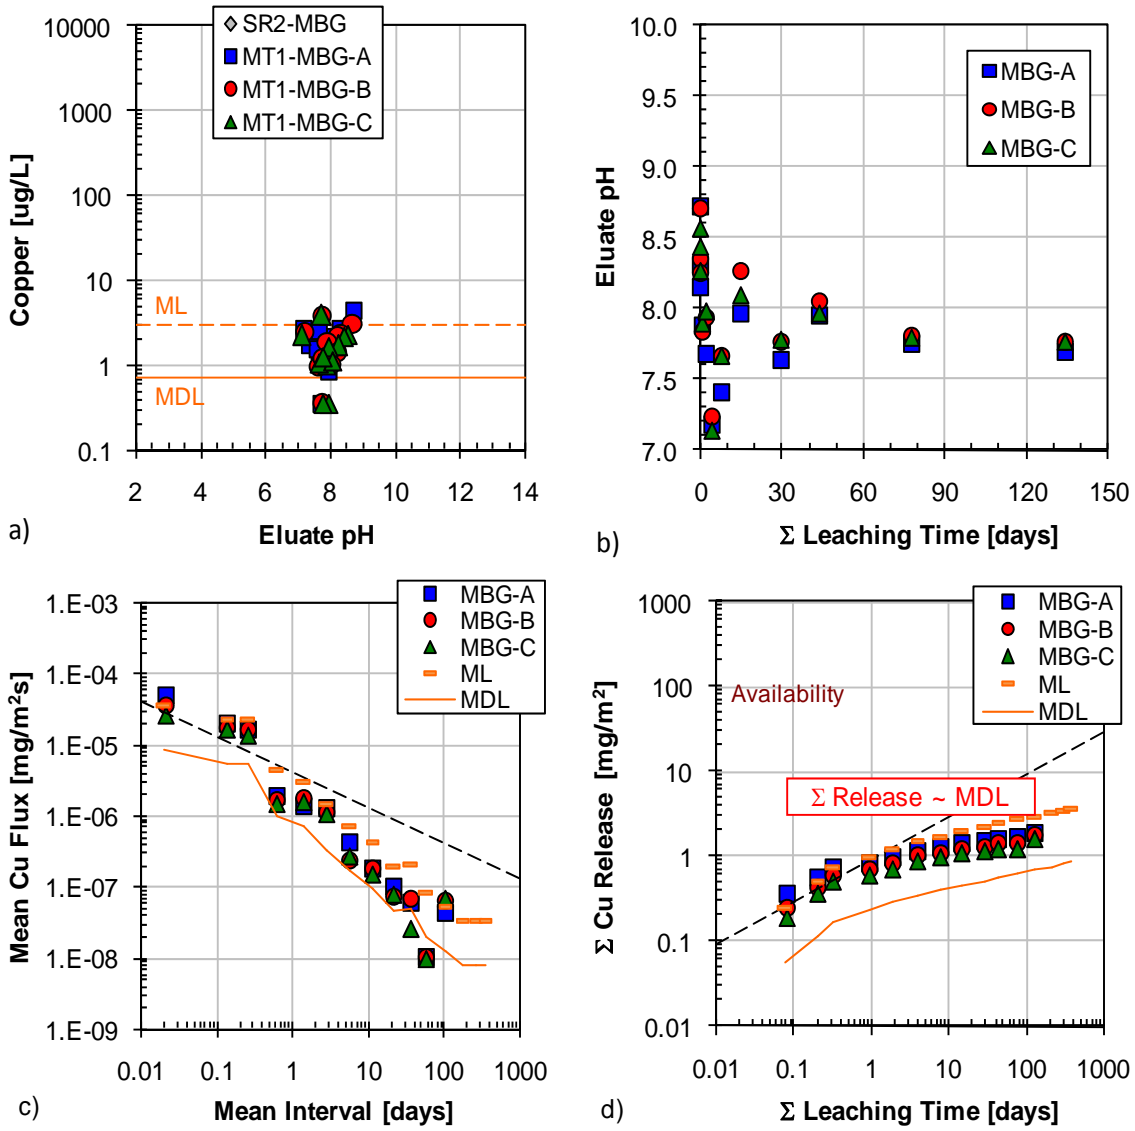 10000
1000
100
10
1
0.1
Copper [ug/L]
SR2-MBG
MT1-MBG-A
MT1-MBG-B
MT1-MBG-C
ML
MDL
2 4 6 8 10 12 14
Eluate pH
a)
10.0
9.5
9.0
8.5
8.0
7.5
7.0
Eluate pH
MBG-A
MBG-B
MBG-C
0 30 60 90 120 150
Σ Leaching Time [days]
b)
1.E-03
1.E-04
1.E-05
1.E-06
1.E-07
1.E-08
1.E-09
Mean Cu Flux [mg/m²s]
MBG-A
MBG-B
MBG-C
ML
MDL
0.01 0.1 1 10 100 1000
Mean Interval [days]
c)
1000
100
10
1
0.1
0.01
Σ Cu Release [mg/m²]
MBG-A
MBG-B
MBG-C
ML
MDL
Availability
Σ Release ~ MDL
0.01 0.1 1 10 100 1000
Σ Leaching Time [days]
d)